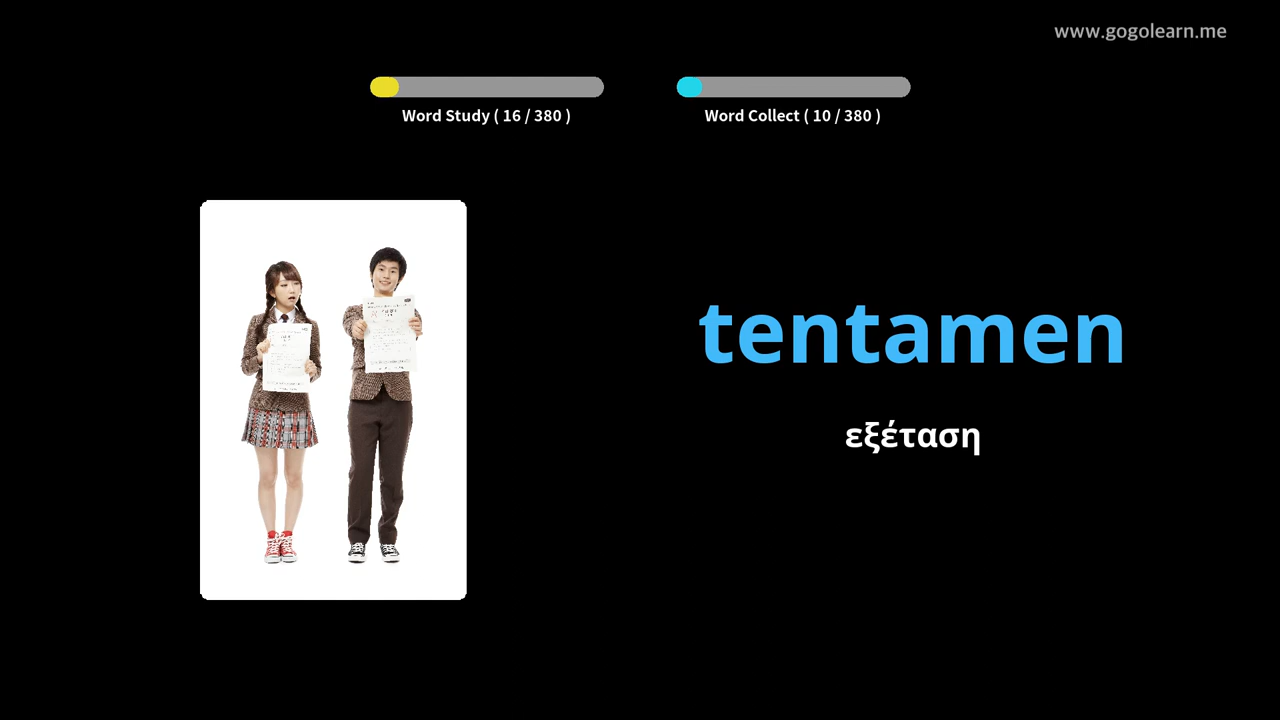 www.gogolearn.me
Word Study ( 16 / 380 )
Word Collect ( 10 / 380 )
tentamen
εξέταση